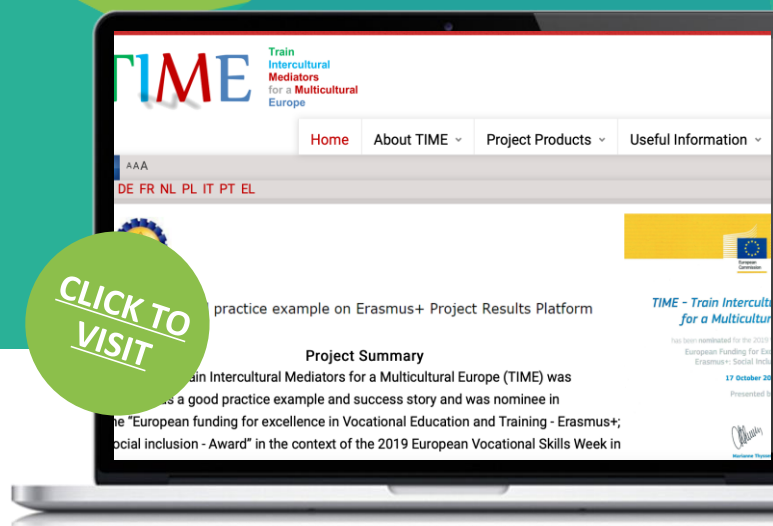 TIME
Train
Intercultural
Mediators
for a Multicultural
Europe
Home About TIME Project Products Useful Information
AAA
DE FR NL PL IT PT EL
European
Commission
CLICK TO
VISIT
practice example on Erasmus+ Project Results Platform
Project Summary
ain Intercultural Mediators for a Multicultural Europe (TIME) was
s a good practice example and success story and was nominee in
he "European funding for excellence in Vocational Education and Training - Erasmus+;
ocial inclusion - Award" in the context of the 2019 European Vocational Skills Week in
TIME - Train Intercultu
for a Multicultur
has been nominated for the 2019
European Funding for Exc
Erasmus+: Social Inclu
17 October 20
Presented b
Marianne Thysse